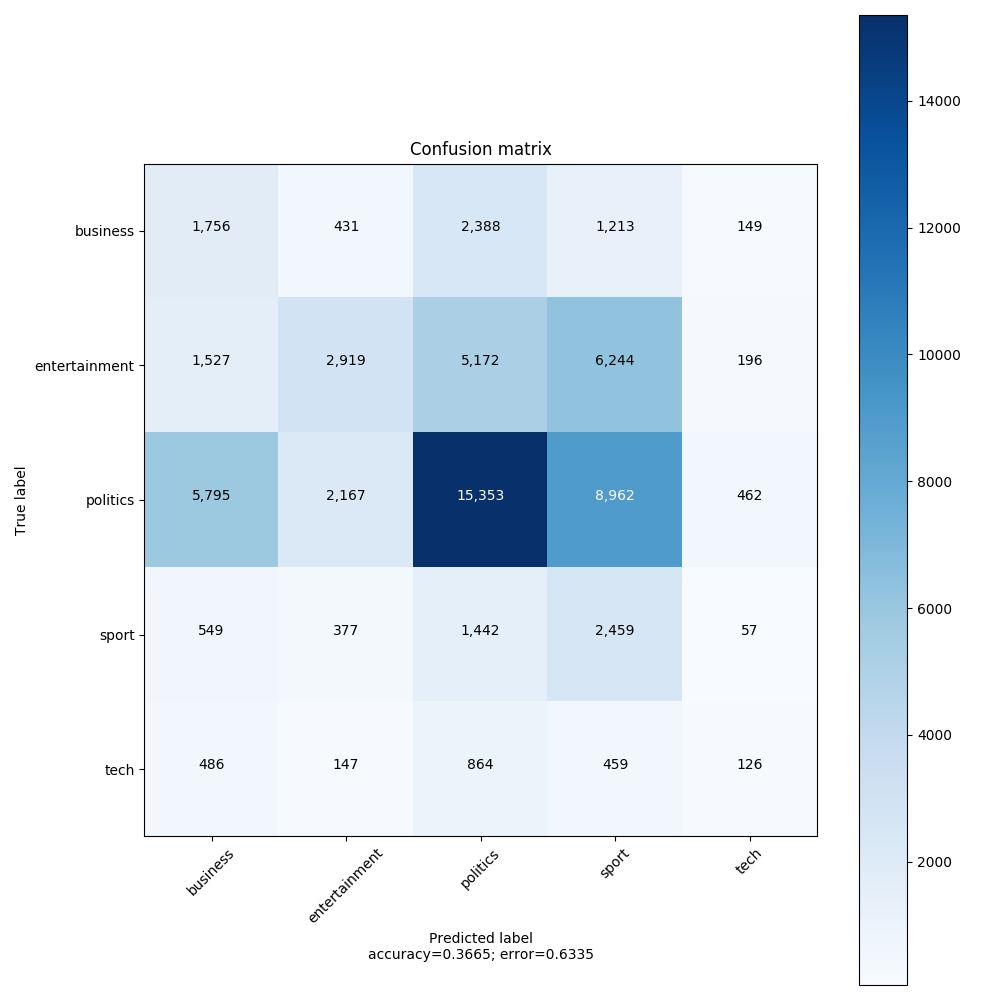 Confusion matrix
True label
business 1,756 431 2,388 1,213 149
entertainment 1,527 2,919 5,172 6,244 196
politics 5,795 2,167 15,353 8,962 462
sport 549 377 1,442 2,459 57
tech 486 147 864 459 126
business entertainment politics sport tech
Predicted label
accuracy=0.3665; error=0.6335
14000
12000
10000
8000
6000
4000
2000